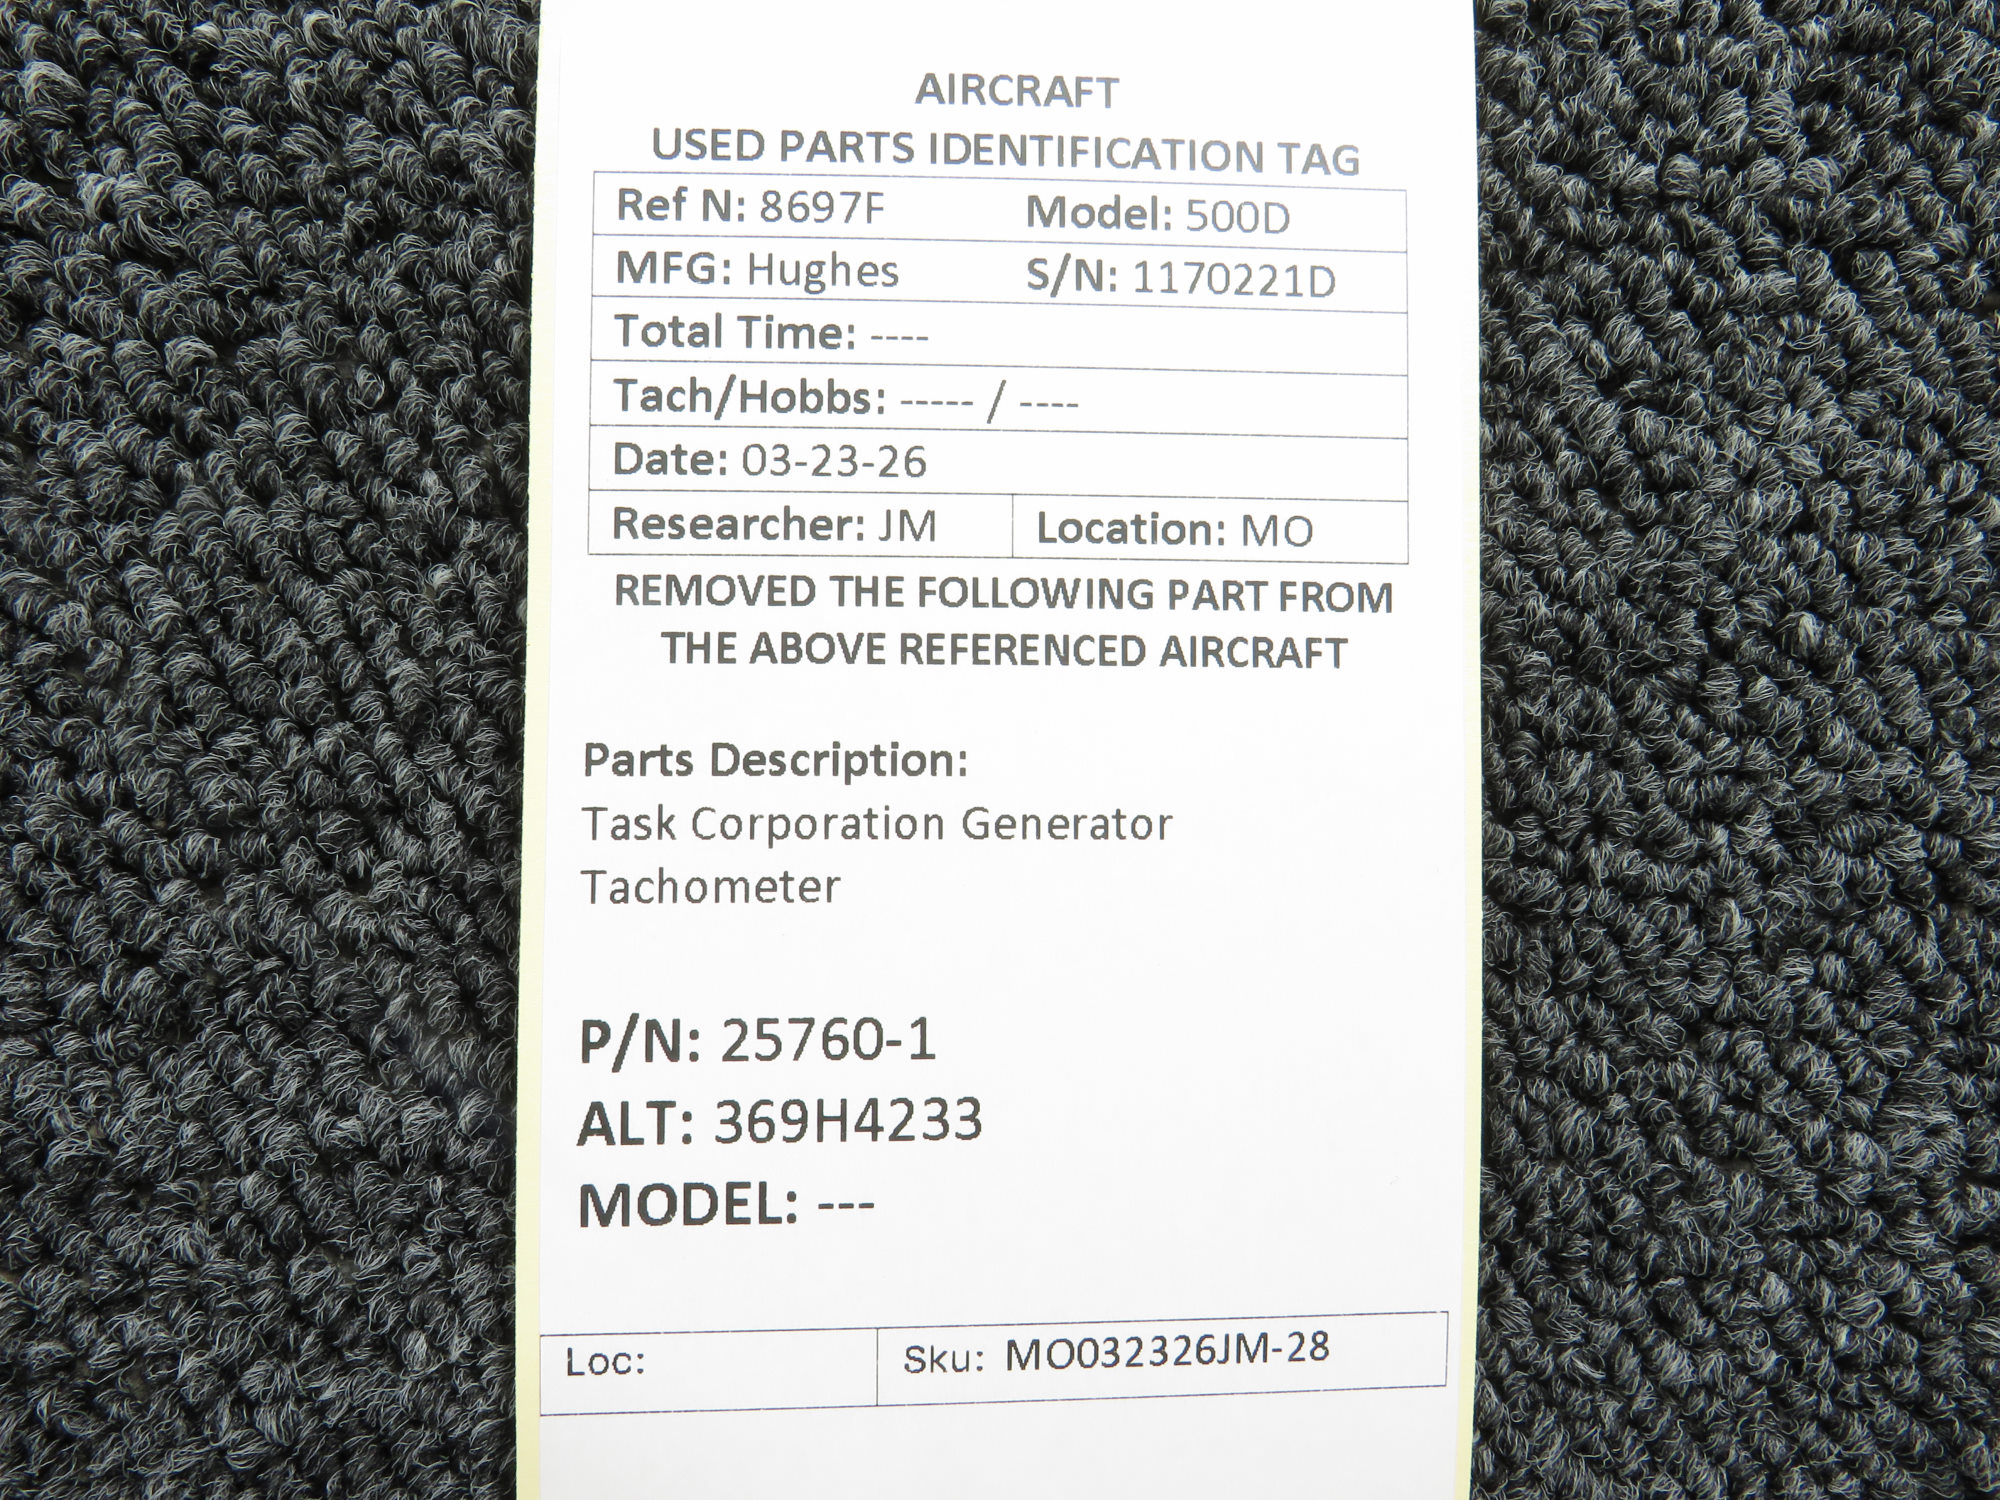 AIRCRAFT
USED PARTS IDENTIFICATION TAG
Ref N: 8697F Model: 500D
MFG: Hughes S/N: 1170221D
Total Time: ----
Tach/Hobbs: ----- / ----
Date: 03-23-26
Researcher: JM Location: MO
REMOVED THE FOLLOWING PART FROM
THE ABOVE REFERENCED AIRCRAFT
Parts Description:
Task Corporation Generator
Tachometer
P/N: 25760-1
ALT: 369H4233
MODEL: ---
Loc: Sku: MO032326JM-28